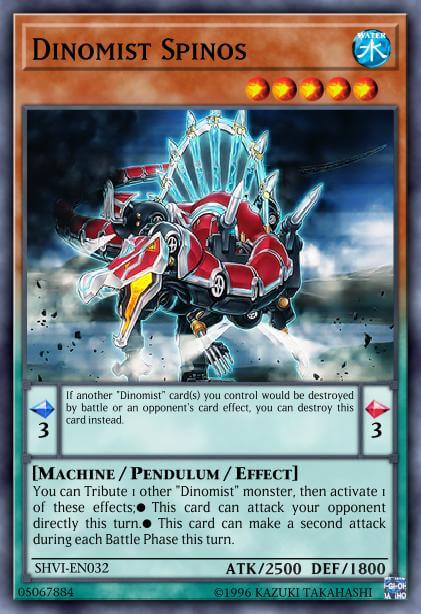 DINOMIST SPINOS
WATER
水
If another "Dinomist" card(s) you control would be destroyed
by battle or an opponent's card effect, you can destroy this
card instead.
3
3
[MACHINE / PENDULUM / EFFECT]
You can Tribute 1 other "Dinomist" monster, then activate 1
of these effects;● This card can attack your opponent
directly this turn.● This card can make a second attack
during each Battle Phase this turn.
SHVI-EN032
ATK/2500 DEF/1800
05067884
©1996 KAZUKI TAKAHASHI